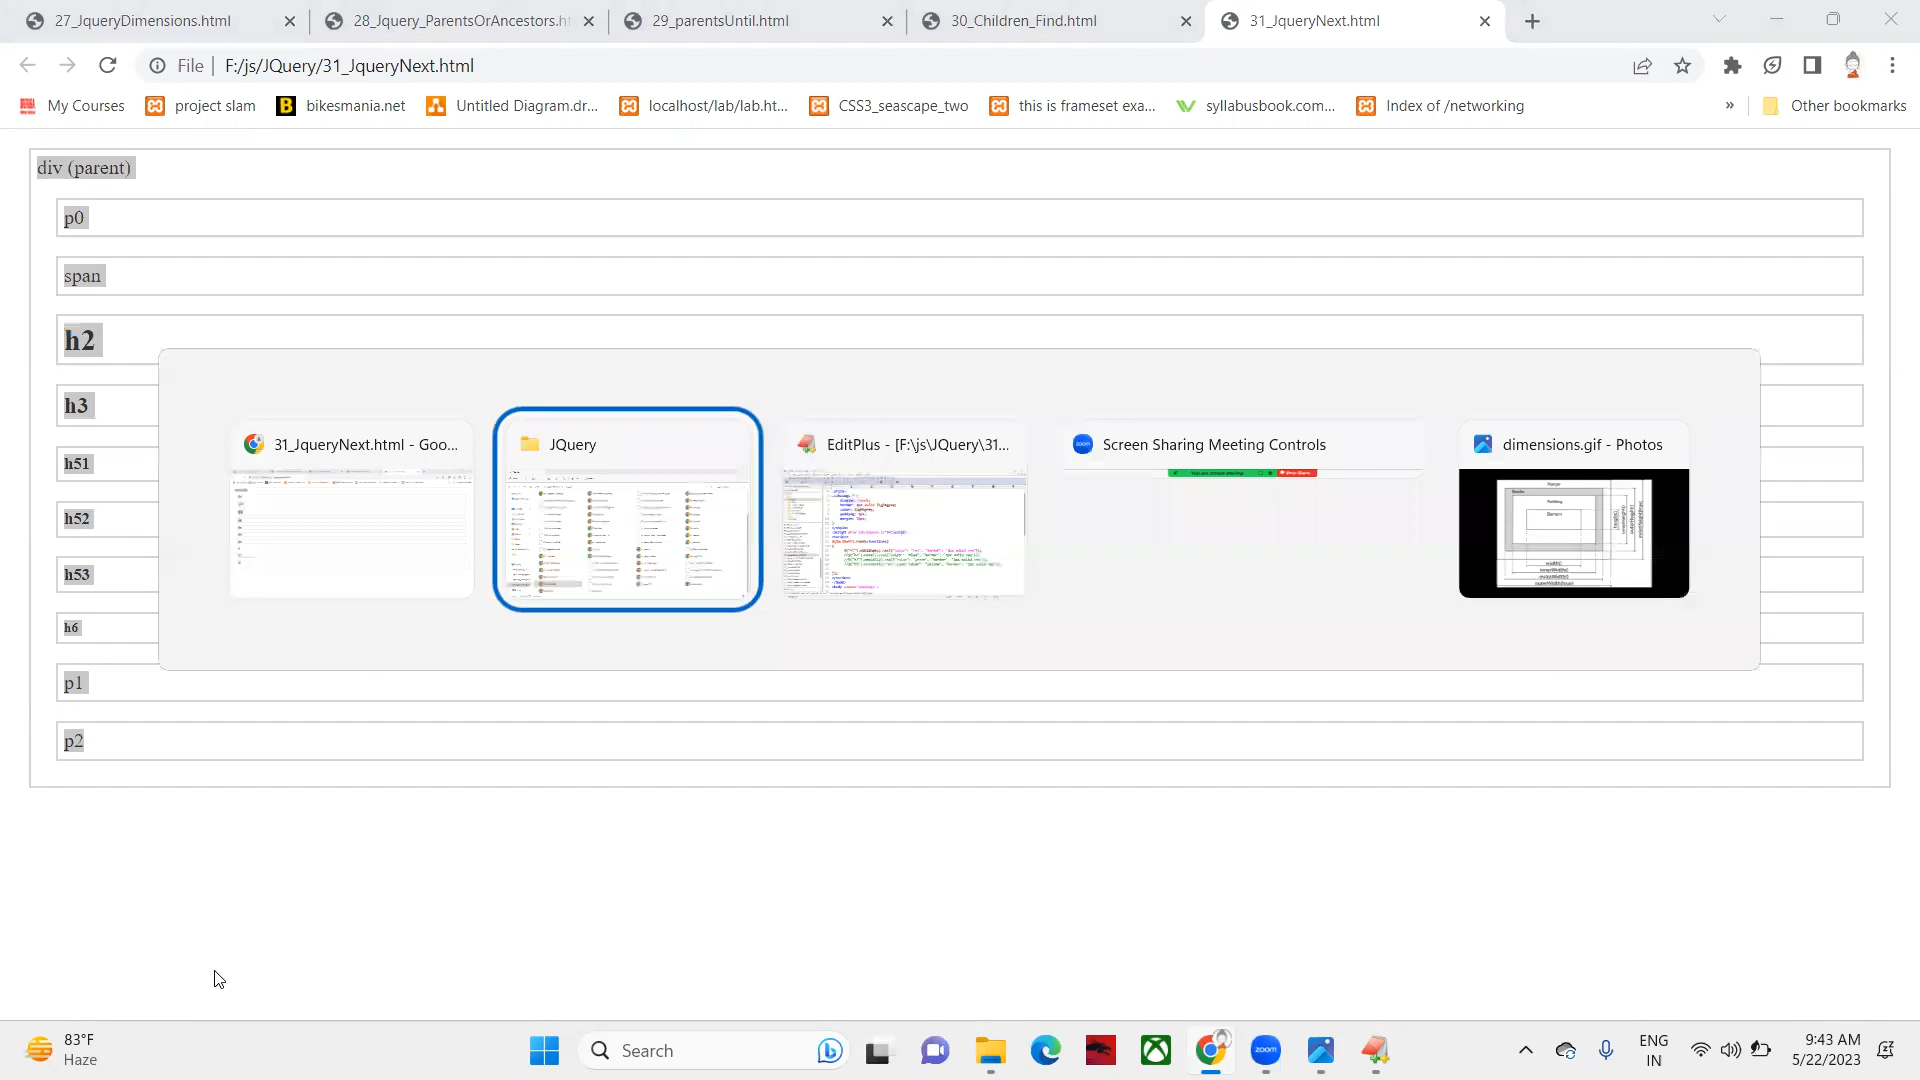 27_JqueryDimensions.html
28_Jquery_ParentsOrAncestors.ht
29_parentsUntil.html
30_Children_Find.html
31_JqueryNext.html
File
F:/js/JQuery/31_JqueryNext.html
My Courses
project slam
bikesmania.net
Untitled Diagram.dr...
localhost/lab/lab.ht...
CSS3_seascape_two
this is frameset exa...
syllabusbook.com...
Index of /networking
»
Other bookmarks
div (parent)
p0
span
h2
h3
h51
h52
h53
h6
p1
p2
31_JqueryNext.html - Goo...
JQuery
EditPlus - [F:\js\JQuery\31...
Screen Sharing Meeting Controls
dimensions.gif - Photos
83°F
Haze
Search
zoom
ENG
IN
9:43 AM
5/22/2023